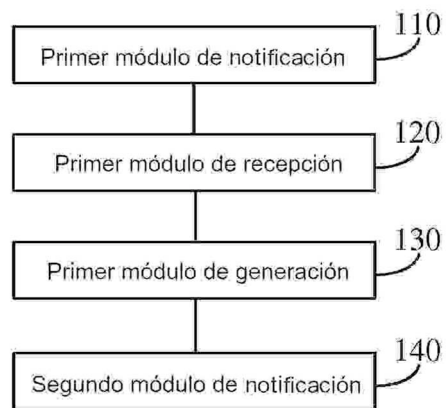 110
Primer módulo de notificación
120
Primer módulo de recepción
130
Primer módulo de generación
140
Segundo módulo de notificación